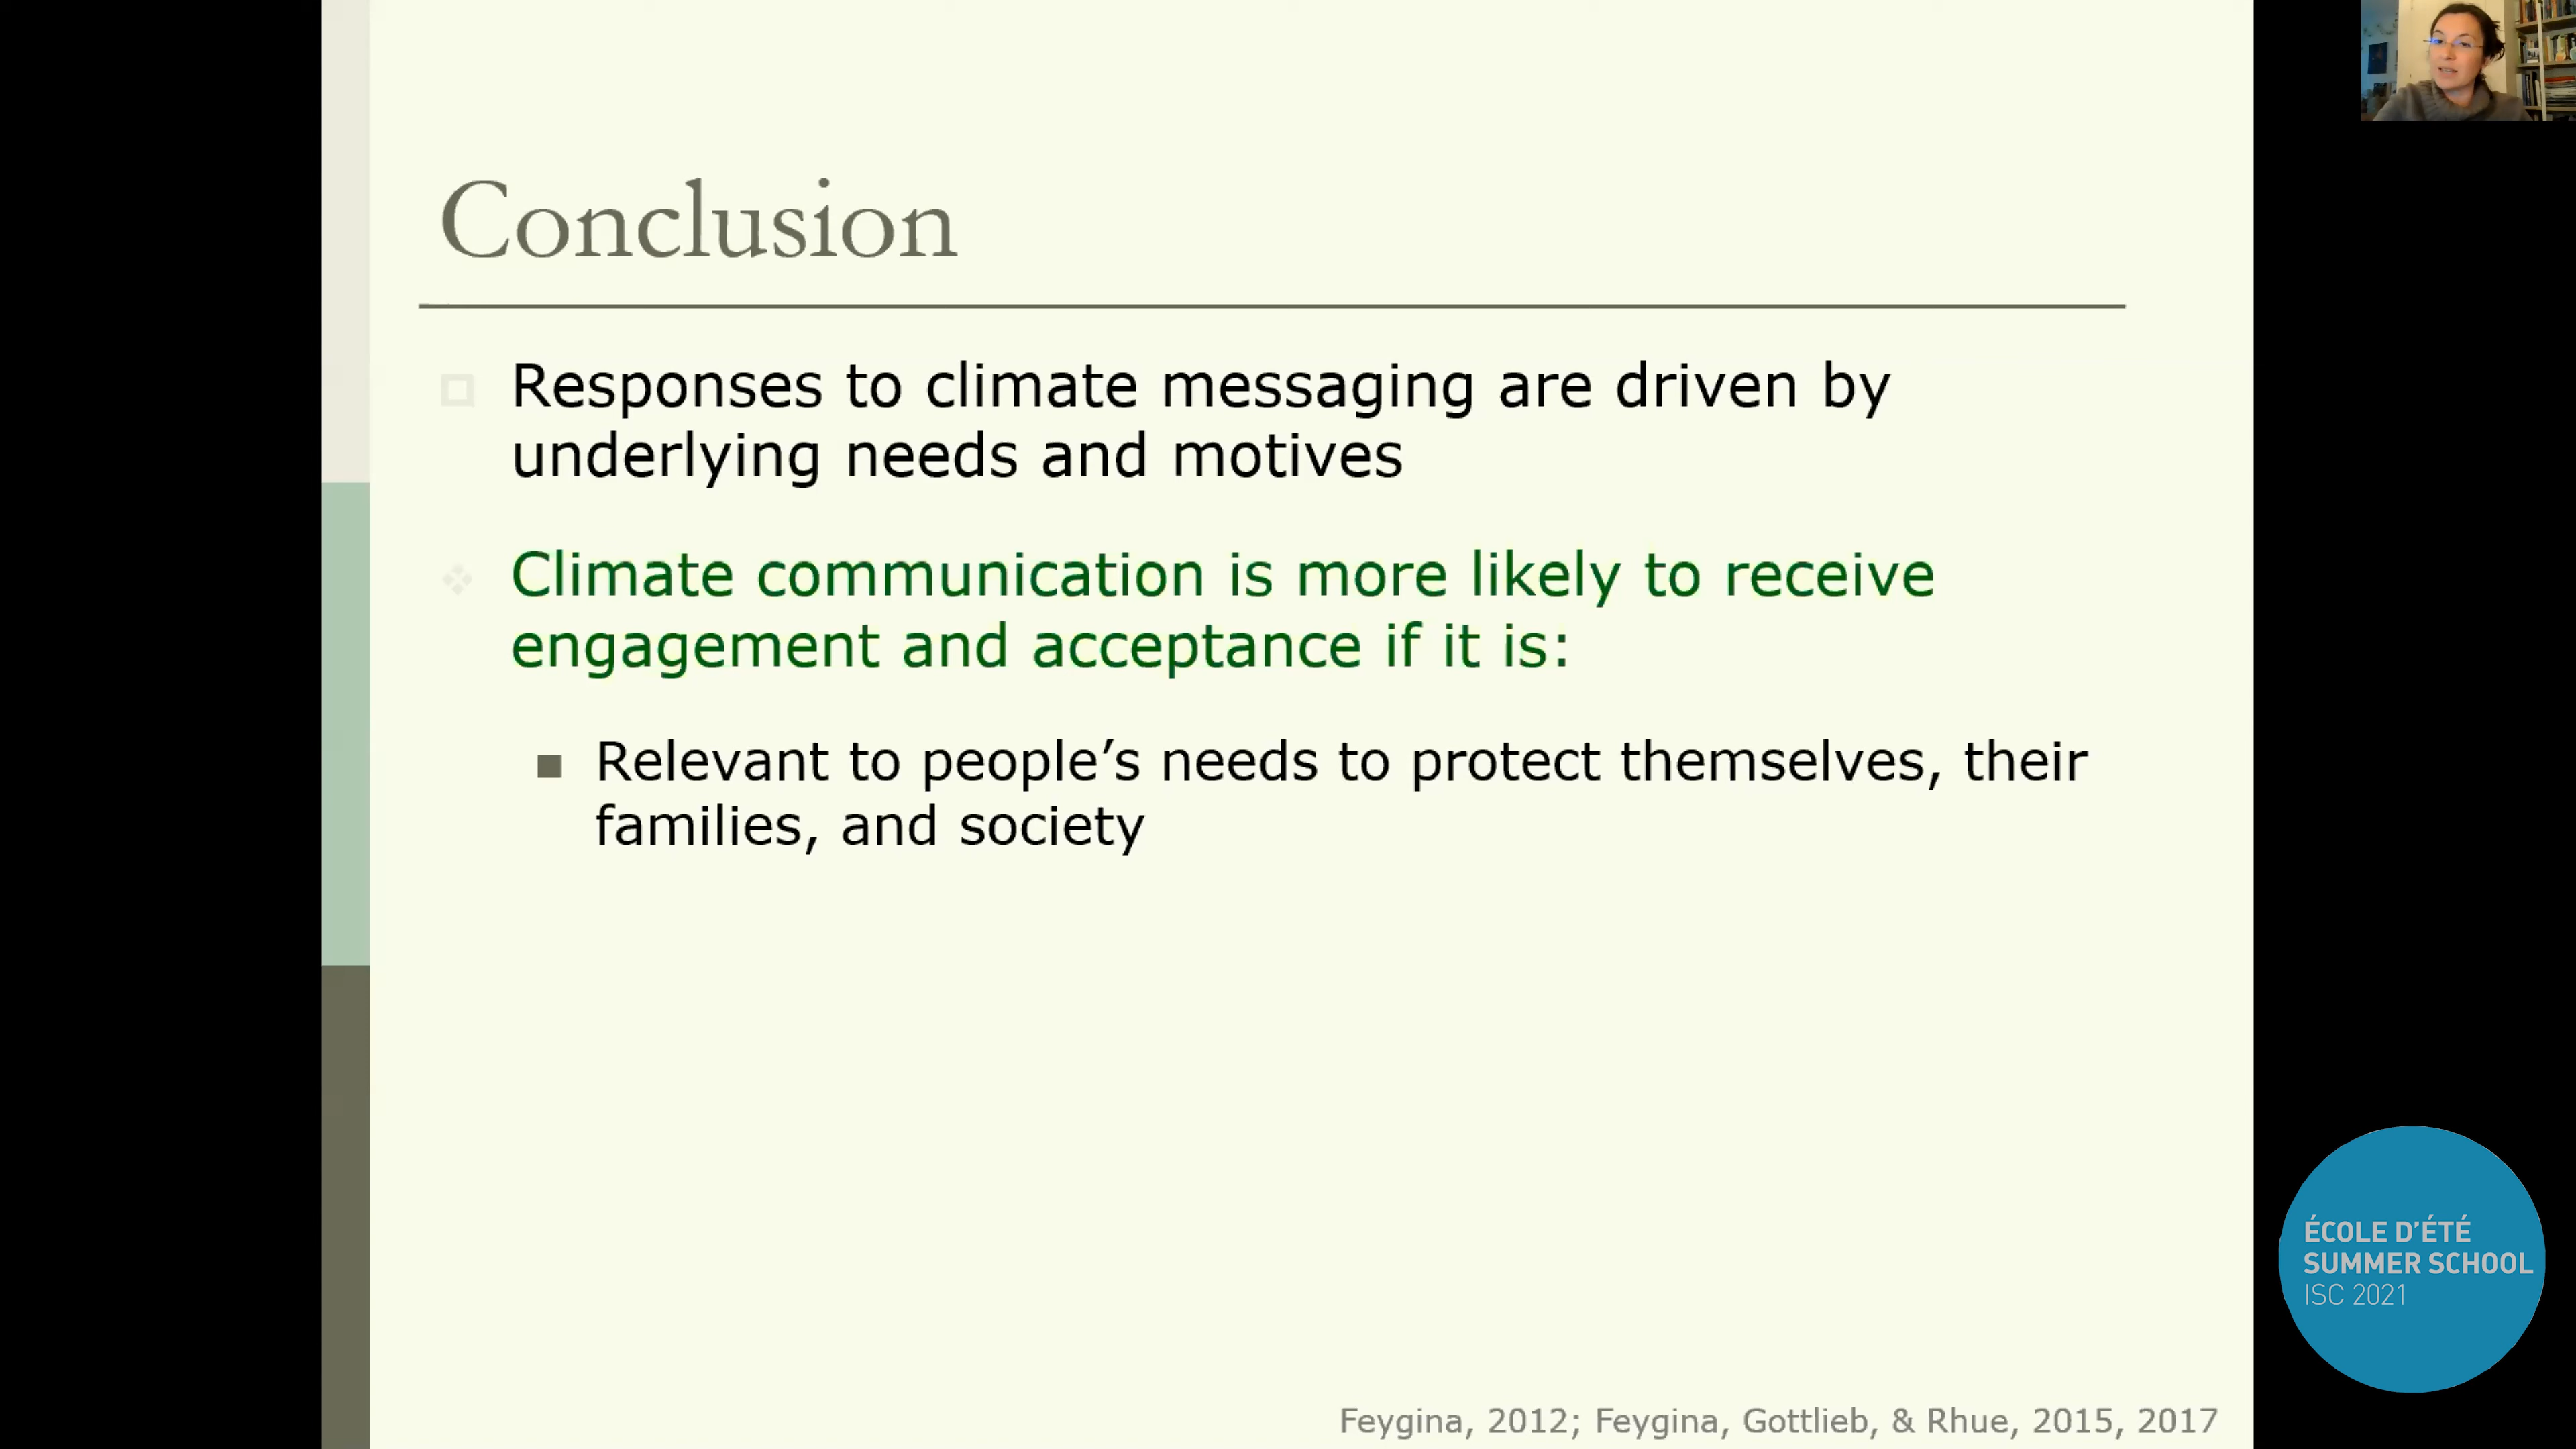 Conclusion
Responses to climate messaging are driven by
underlying needs and motives
Climate communication is more likely to receive
engagement and acceptance if it is:
Relevant to people’s needs to protect themselves, their
families, and society
Feygina, 2012; Feygina, Gottlieb, & Rhue, 2015, 2017
ÉCOLE D’ÉTÉ
SUMMER SCHOOL
ISC 2021